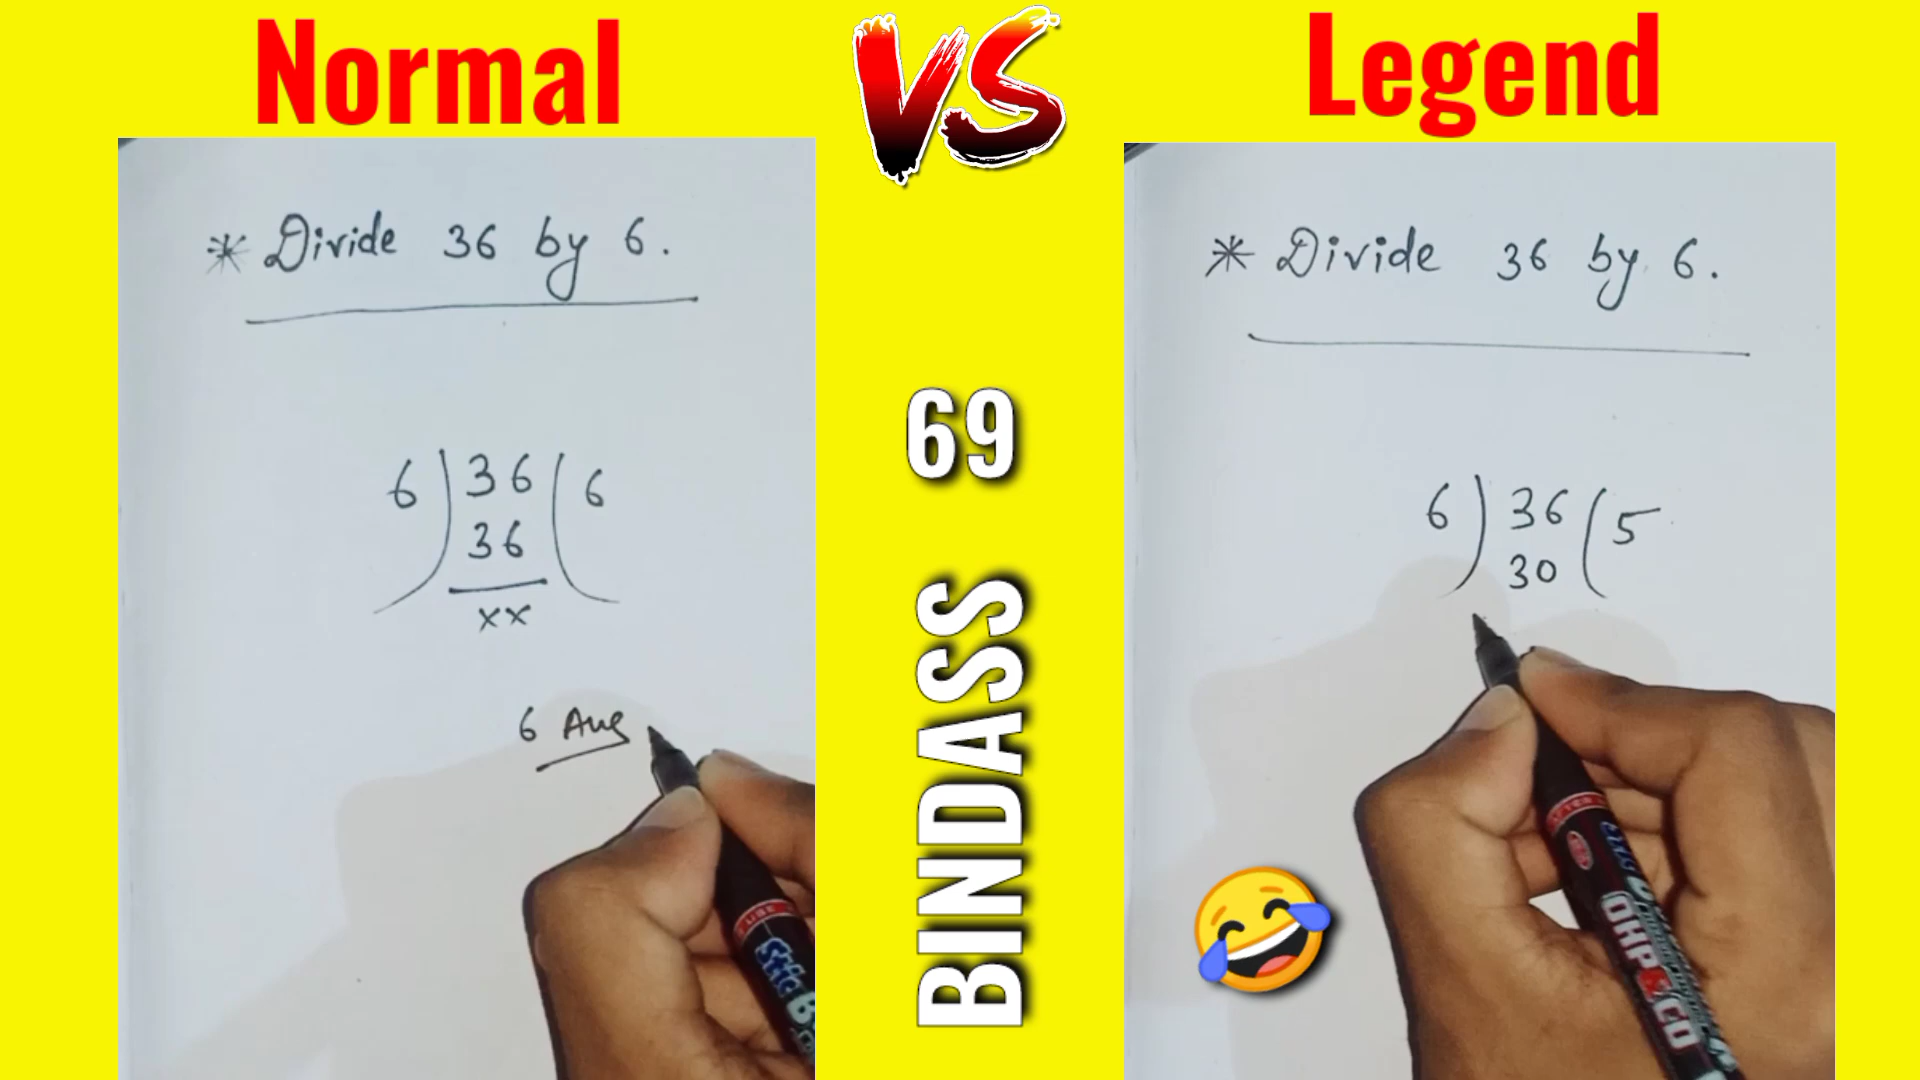 Normal
VS
Legend
* Divide 36 by 6.
6 ) 36 ( 6
36
xx
6 Ans
69
BINDASS
* Divide 36 by 6.
6 ) 36 ( 5
30
OHP